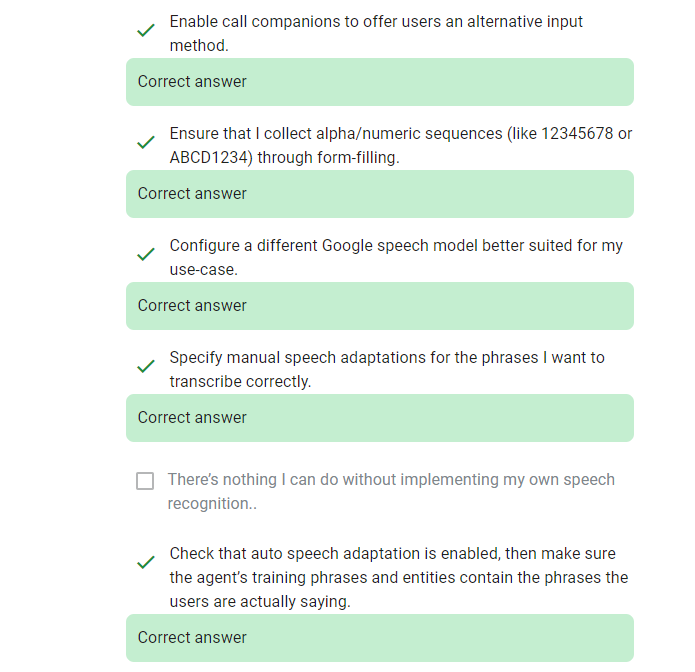 Enable call companions to offer users an alternative input
method.
Correct answer
Ensure that I collect alpha/numeric sequences (like 12345678 or
ABCD1234) through form-filling.
Correct answer
Configure a different Google speech model better suited for my
use-case.
Correct answer
Specify manual speech adaptations for the phrases I want to
transcribe correctly.
Correct answer
There’s nothing I can do without implementing my own speech
recognition..
Check that auto speech adaptation is enabled, then make sure
the agent’s training phrases and entities contain the phrases the
users are actually saying.
Correct answer